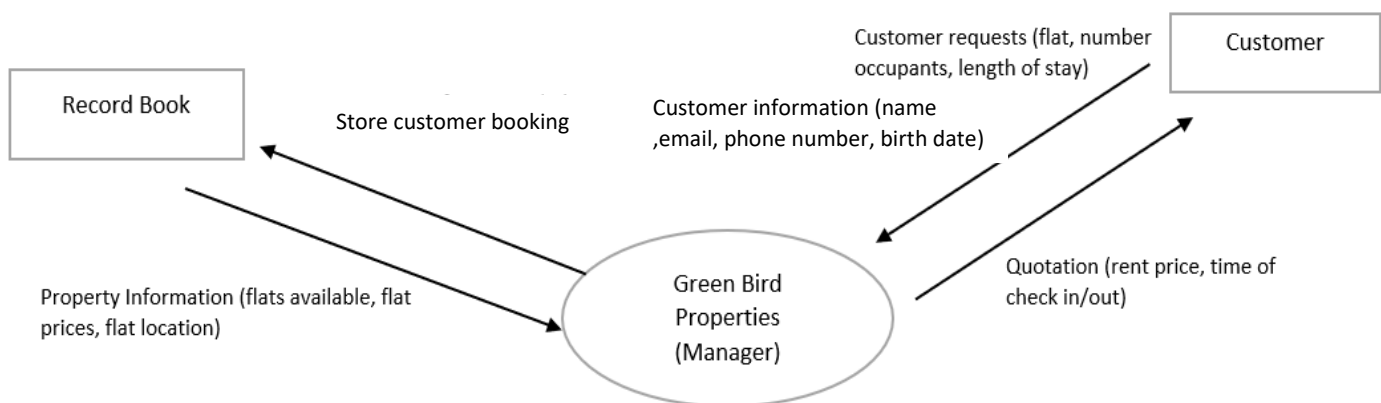 Customer requests (flat, number
occupants, length of stay)
Customer
Record Book
Store customer booking
Customer information (name
,email, phone number, birth date)
Property Information (flats available, flat
prices, flat location)
Green Bird
Properties
(Manager)
Quotation (rent price, time of
check in/out)